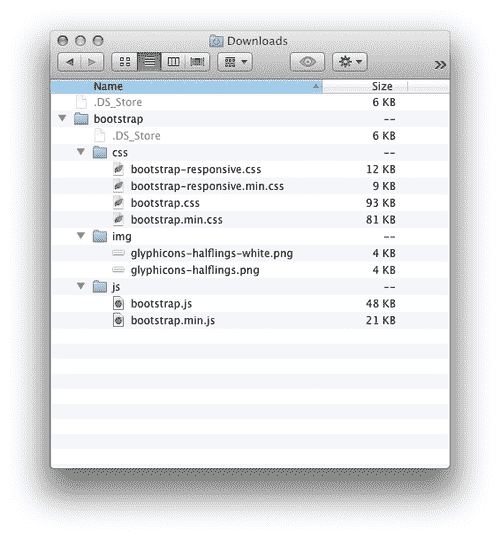 Downloads
Name Size
.DS_Store 6 KB
bootstrap --
.DS_Store 6 KB
css --
bootstrap-responsive.css 12 KB
bootstrap-responsive.min.css 9 KB
bootstrap.css 93 KB
bootstrap.min.css 81 KB
img --
glyphicons-halflings-white.png 4 KB
glyphicons-halflings.png 4 KB
js --
bootstrap.js 48 KB
bootstrap.min.js 21 KB